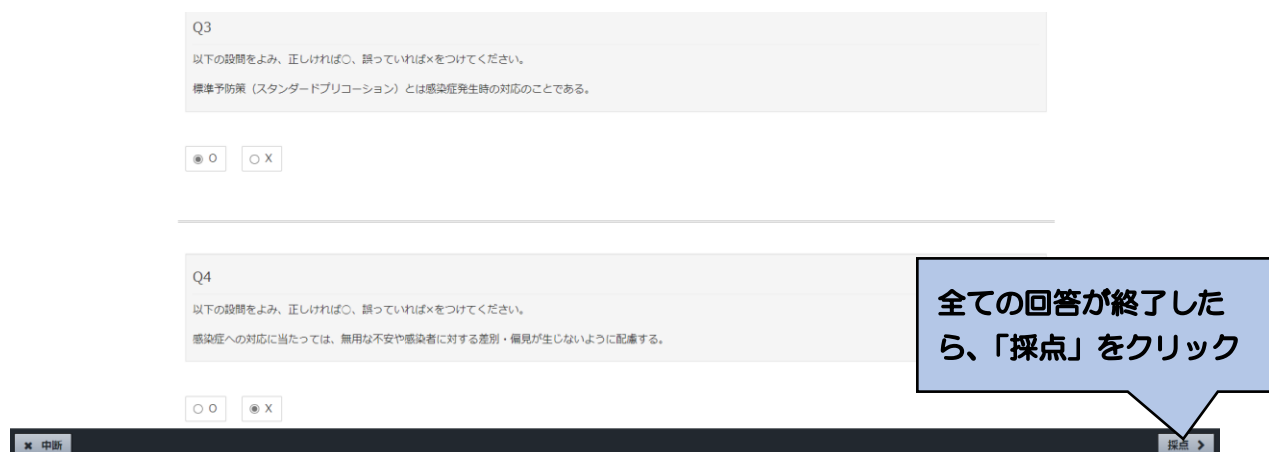 Q3
以下の設問をよみ、正しければ○、誤っていれば×をつけてください。
標準予防策（スタンダードプリコーション）とは感染症発生時の対応のことである。
O X
Q4
以下の設問をよみ、正しければ○、誤っていれば×をつけてください。
感染症への対応に当たっては、無用な不安や感染者に対する差別・偏見が生じないように配慮する。
全ての回答が終了した
ら、「採点」をクリック
O X
× 中断
採点 >